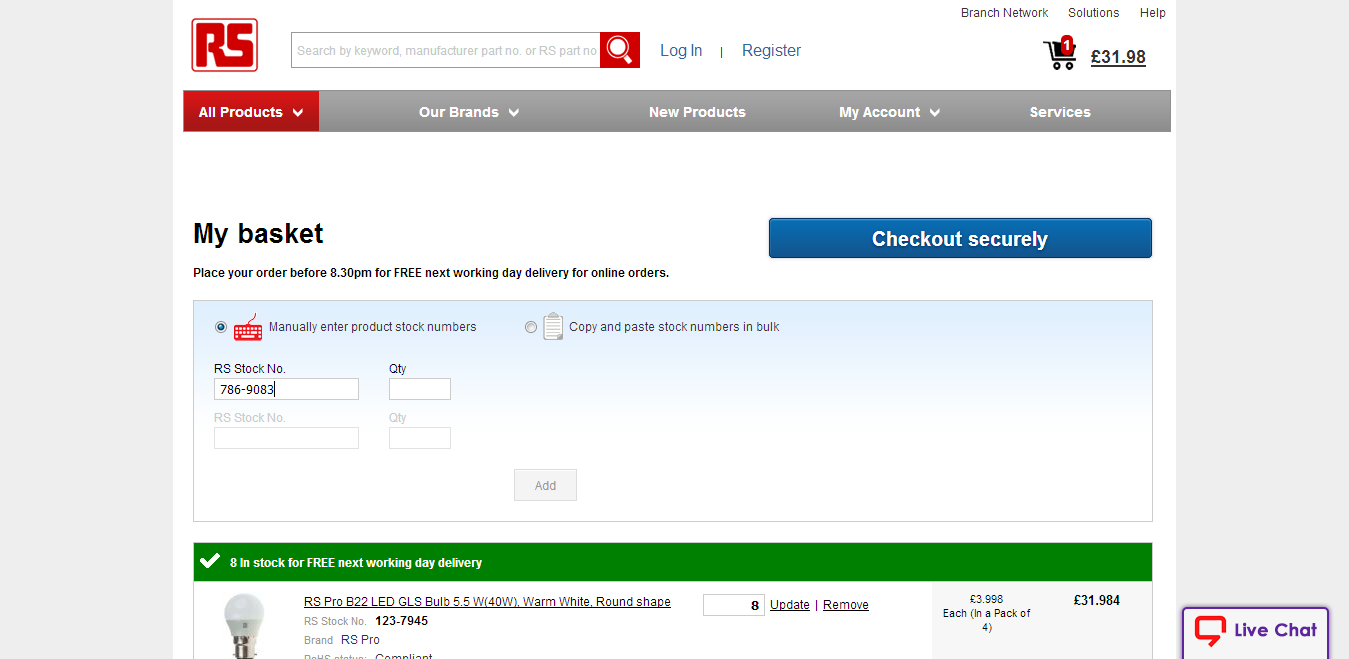 Branch Network Solutions Help
RS
Search by keyword, manufacturer part no. or RS part no
Log In | Register
1
£31.98
All Products Our Brands New Products My Account Services
My basket
Checkout securely
Place your order before 8.30pm for FREE next working day delivery for online orders.
Manually enter product stock numbers Copy and paste stock numbers in bulk
RS Stock No. Qty
786-9083
RS Stock No. Qty
Add
8 In stock for FREE next working day delivery
RS Pro B22 LED GLS Bulb 5.5 W(40W), Warm White, Round shape
8 Update | Remove
£3.998
Each (In a Pack of
4)
£31.984
RS Stock No. 123-7945
Brand RS Pro
RoHS status: Compliant
Live Chat